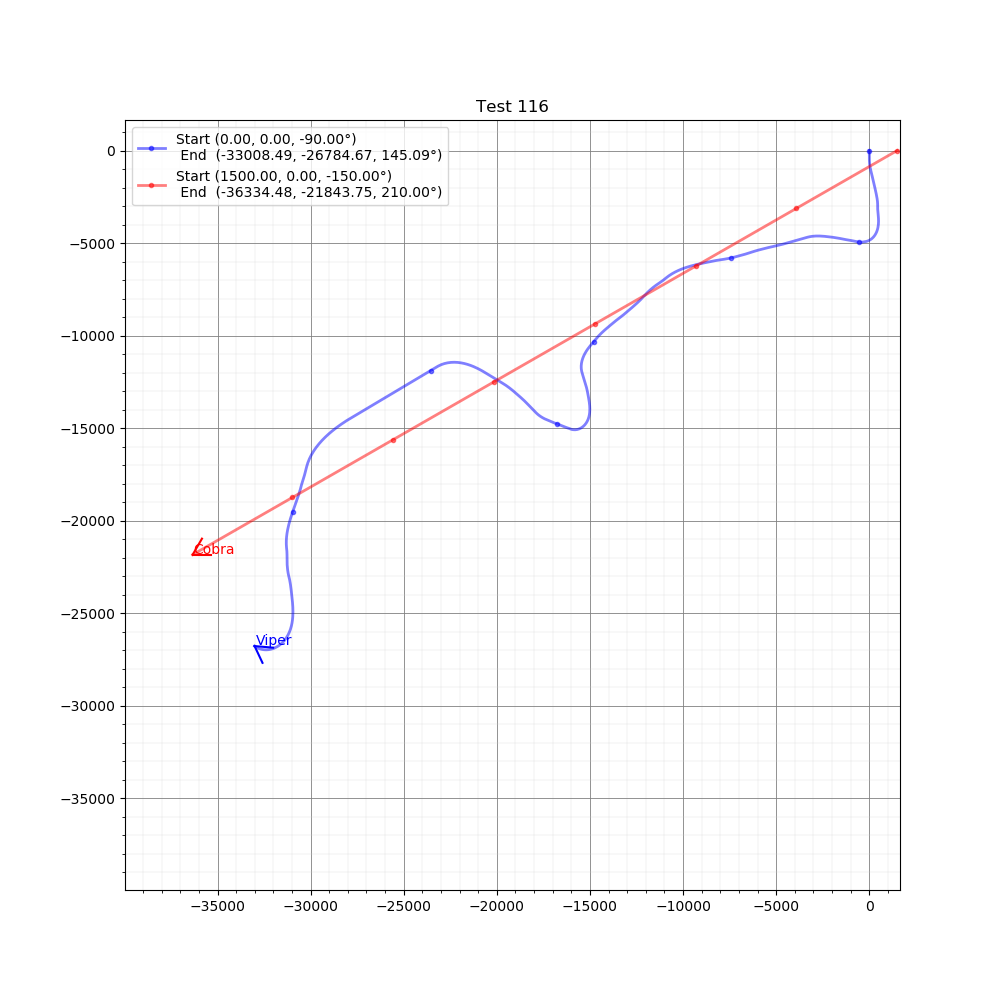 Test 116
Start (0.00, 0.00, -90.00°)
End  (-33008.49, -26784.67, 145.09°)
Start (1500.00, 0.00, -150.00°)
End  (-36334.48, -21843.75, 210.00°)
0
−5000
−10000
−15000
−20000
−25000
−30000
−35000
Cobra
Viper
−35000
−30000
−25000
−20000
−15000
−10000
−5000
0